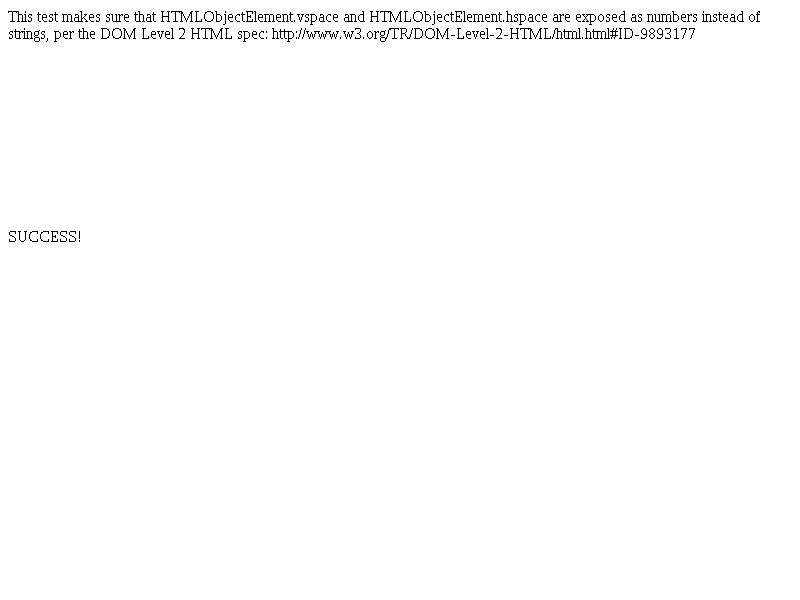 This test makes sure that HTMLObjectElement.vspace and HTMLObjectElement.hspace are exposed as numbers instead of
strings, per the DOM Level 2 HTML spec: http://www.w3.org/TR/DOM-Level-2-HTML/html.html#ID-9893177
SUCCESS!